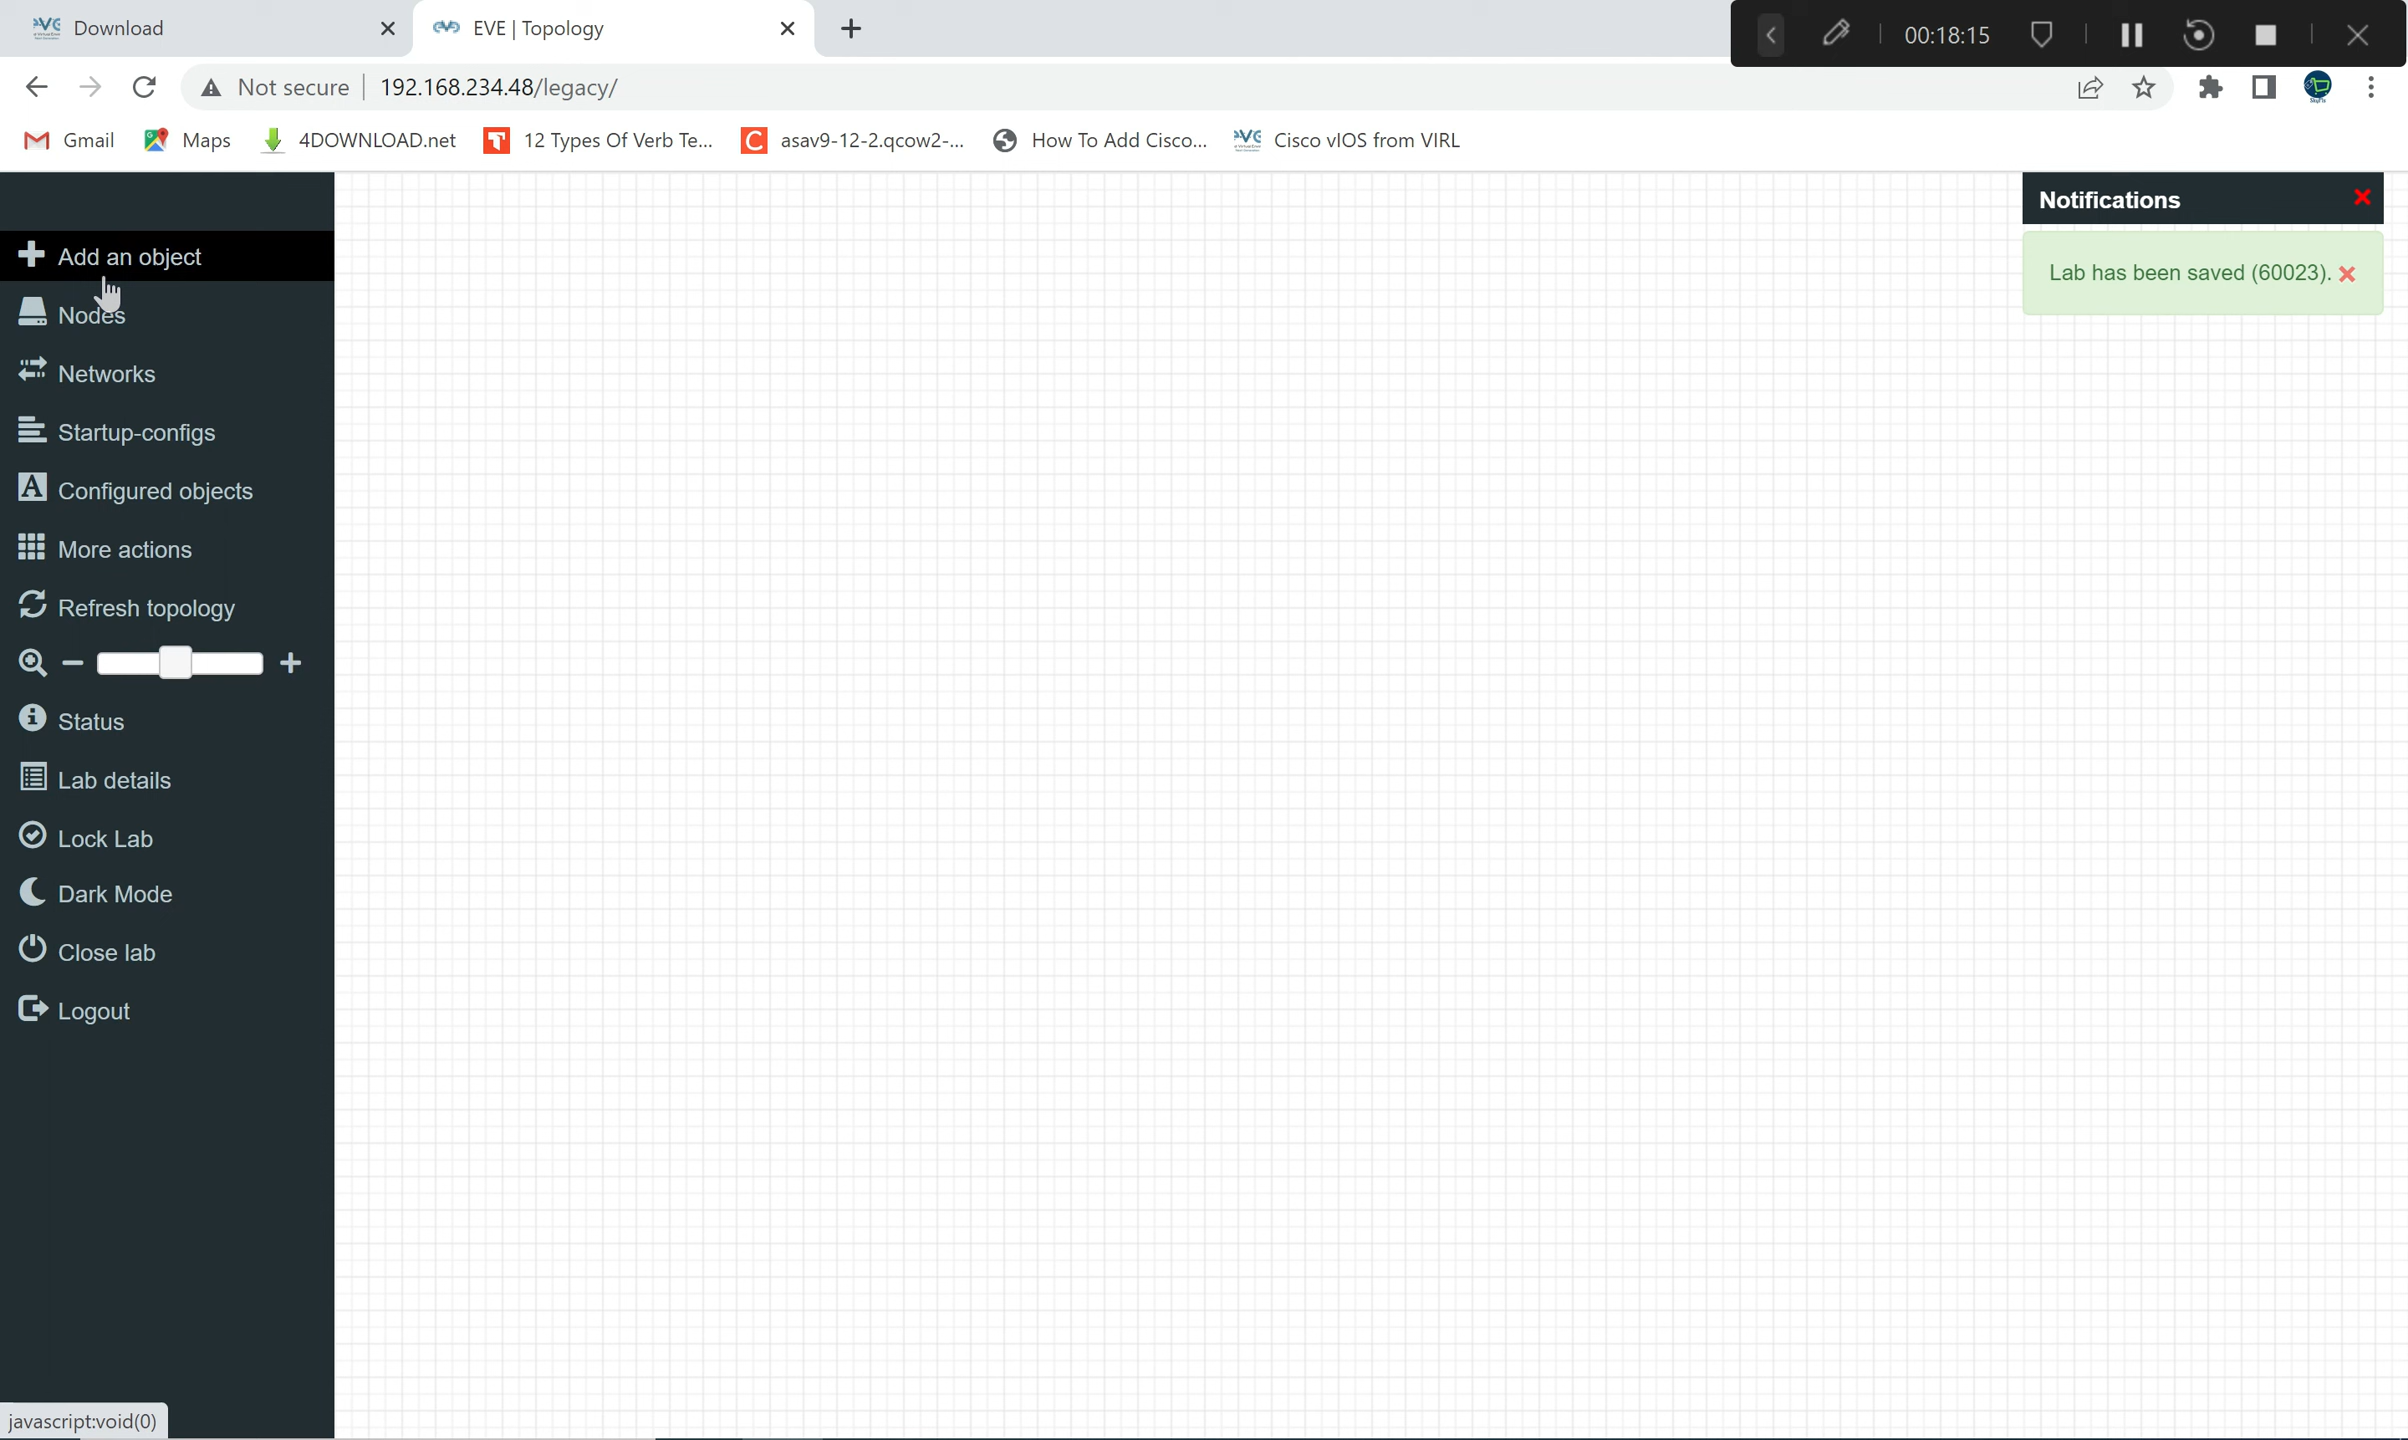 Download
EVE | Topology
00:18:15
Not secure
192.168.234.48/legacy/
Gmail
Maps
4DOWNLOAD.net
12 Types Of Verb Te...
asav9-12-2.qcow2-...
How To Add Cisco...
Cisco vIOS from VIRL
Add an object
Nodes
Networks
Startup-configs
Configured objects
More actions
Refresh topology
Status
Lab details
Lock Lab
Dark Mode
Close lab
Logout
Notifications
Lab has been saved (60023).
javascript:void(0)